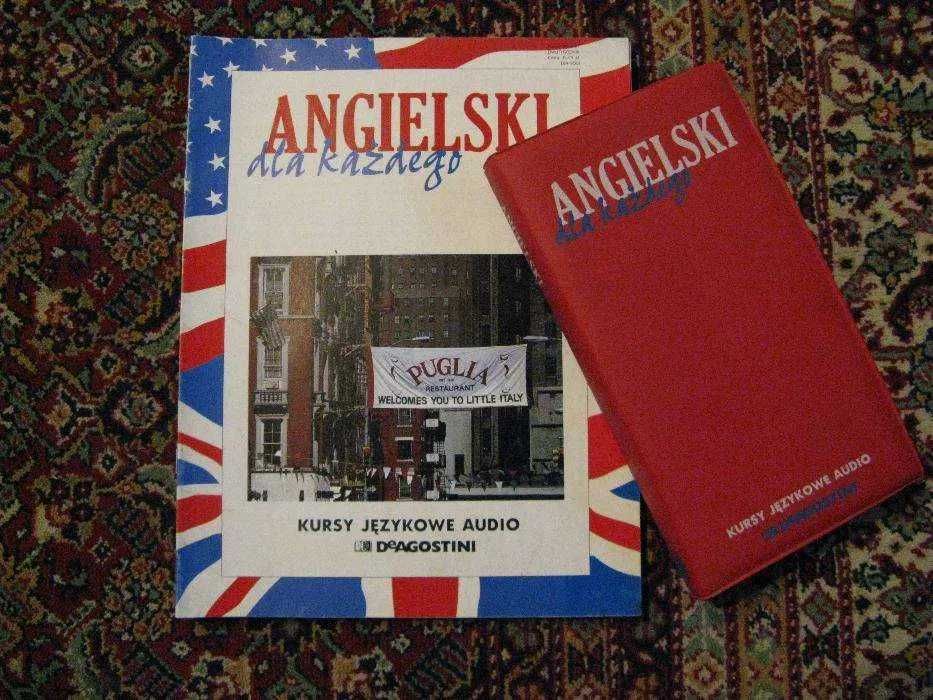 ANGIELSKI
dla każdego
PUGLIA
RESTAURANT
WELCOMES YOU TO LITTLE ITALY
KURSY JĘZYKOWE AUDIO
DeAGOSTINI
ANGIELSKI
dla każdego
KURSY JĘZYKOWE AUDIO
DeAGOSTINI